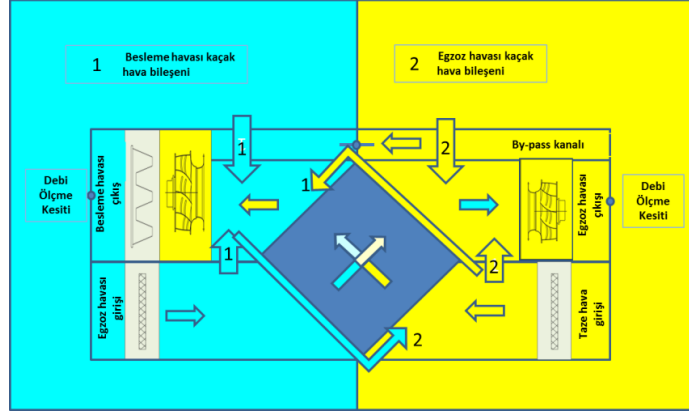 1
Besleme havası kaçak
hava bileşeni
2
Egzoz havası kaçak
hava bileşeni
1
2
By-pass kanalı
1
Debi
Ölçme
Kesiti
Besleme havası
çıkış
Egzoz havası
çıkışı
Debi
Ölçme
Kesiti
1
2
Egzoz havası
girişi
Taze hava
girişi
2